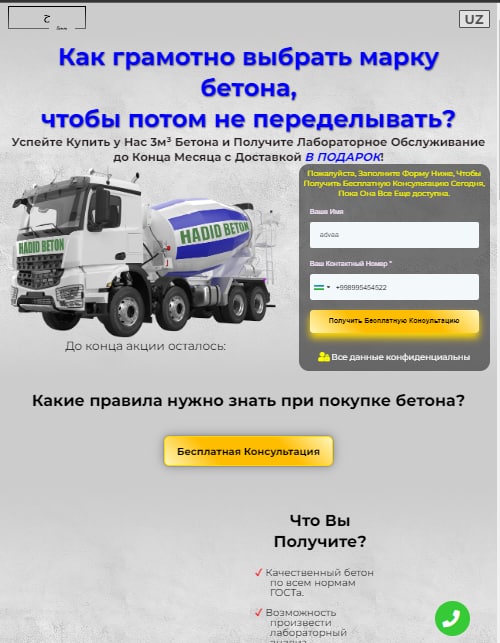 UZ
Как грамотно выбрать марку
бетона,
чтобы потом не переделывать?
Успейте Купить у Нас 3м³ Бетона и Получите Лабораторное Обслуживание
до Конца Месяца с Доставкой В ПОДАРОК!
HADID BETON
HADID BETON
До конца акции осталось:
Пожалуйста, Заполните Форму Ниже, Чтобы
Получить Бесплатную Консультацию Сегодня,
Пока Она Все Еще доступна.
Ваше Имя
advaa
Ваш Контактный Номер *
+998995454522
Получить Бесплатную Консультацию
Все данные конфиденциальны
Какие правила нужно знать при покупке бетона?
Бесплатная Консультация
Что Вы
Получите?
Качественный бетон
по всем нормам
ГОСТа.
Возможность
произвести
лабораторный